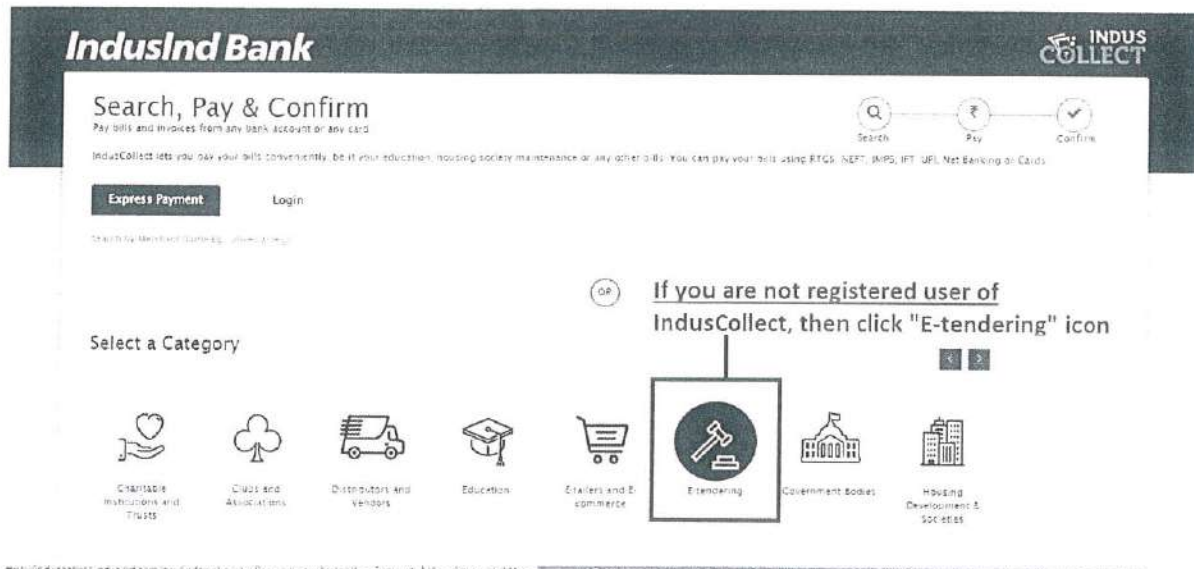 IndusInd Bank
INDUS
COLLECT
Search, Pay & Confirm
Pay bills and invoices from any bank account or any card
Search
Pay
Confirm
IndusCollect lets you pay your bills conveniently, be it your education, housing society maintenance or any other bills. You can pay your bills using RTGS, NEFT, IMPS, IFT, UPI, Net Banking or Cards
Express Payment
Login
Search by Merchant Name
OR
If you are not registered user of
IndusCollect, then click "E-tendering" icon
Select a Category
Charitable
Institutions and
Trusts
Clubs and
Associations
Distributors and
Vendors
Education
E-tailers and E-
commerce
E-tendering
Government Bodies
Housing
Development &
Societies